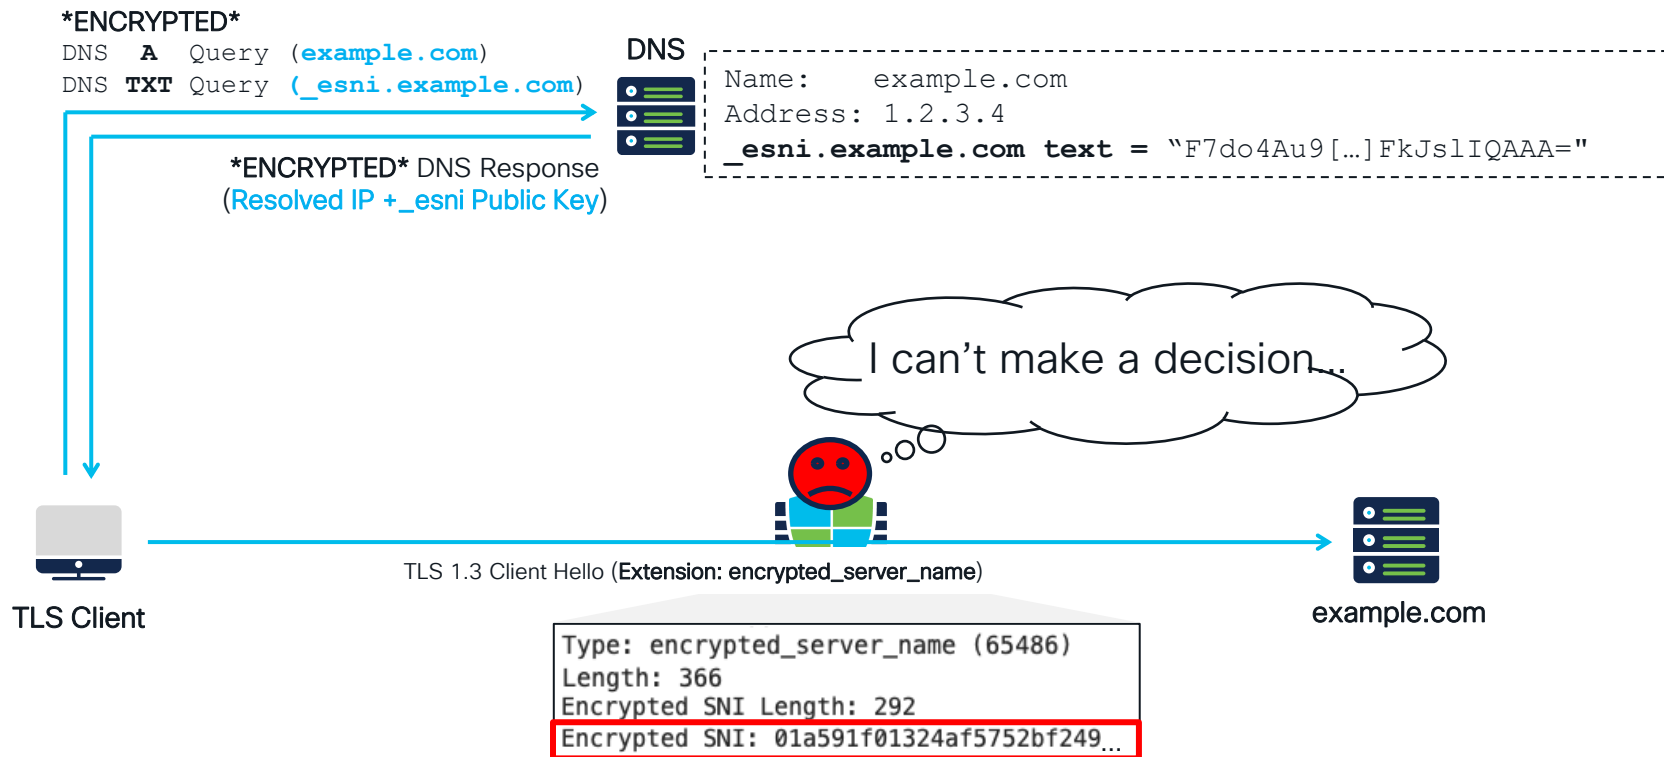 *ENCRYPTED*
DNS A Query (example.com)
DNS TXT Query (_esni.example.com)
DNS
Name: example.com
Address: 1.2.3.4
_esni.example.com text = “F7do4Au9[…]FkJslIQAAA="
*ENCRYPTED* DNS Response
(Resolved IP +_esni Public Key)
I can’t make a decision…
TLS 1.3 Client Hello (Extension: encrypted_server_name)
TLS Client
example.com
Type: encrypted_server_name (65486)
Length: 366
Encrypted SNI Length: 292
Encrypted SNI: 01a591f01324af5752bf249...